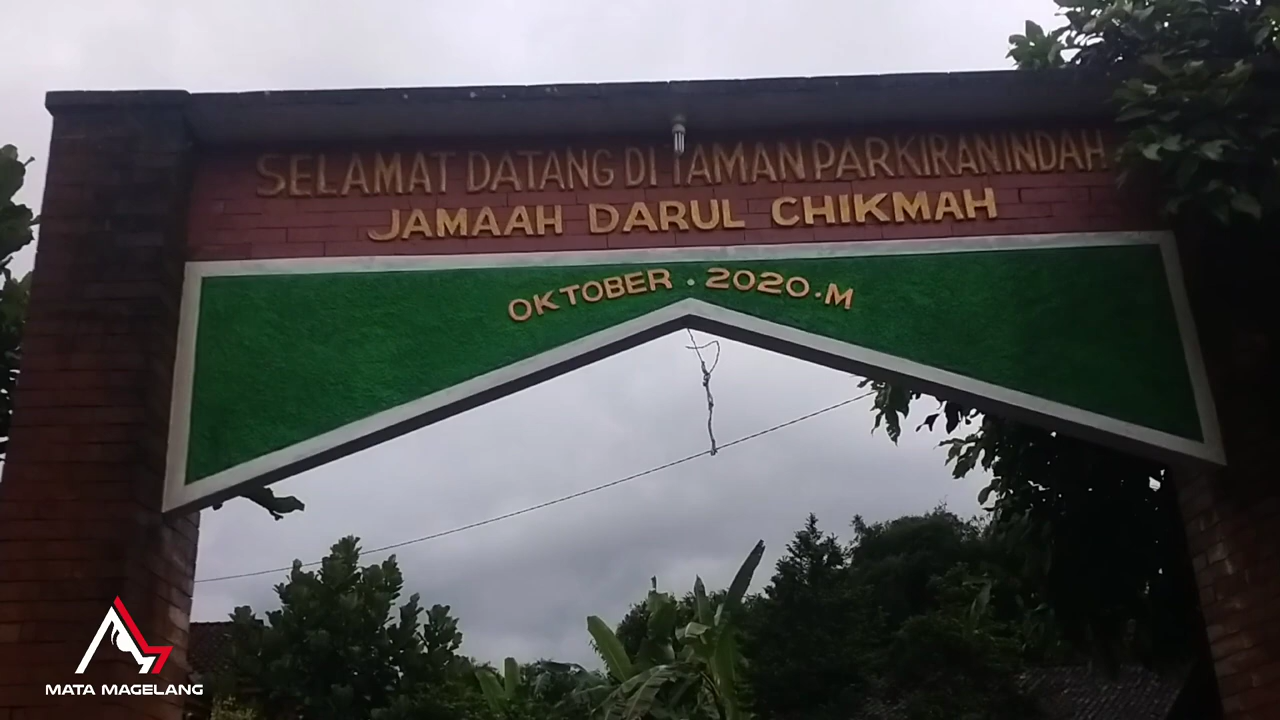 SELAMAT DATANG DI TAMAN PARKIRAN INDAH
JAMAAH DARUL CHIKMAH
OKTOBER . 2020 . M
MATA MAGELANG